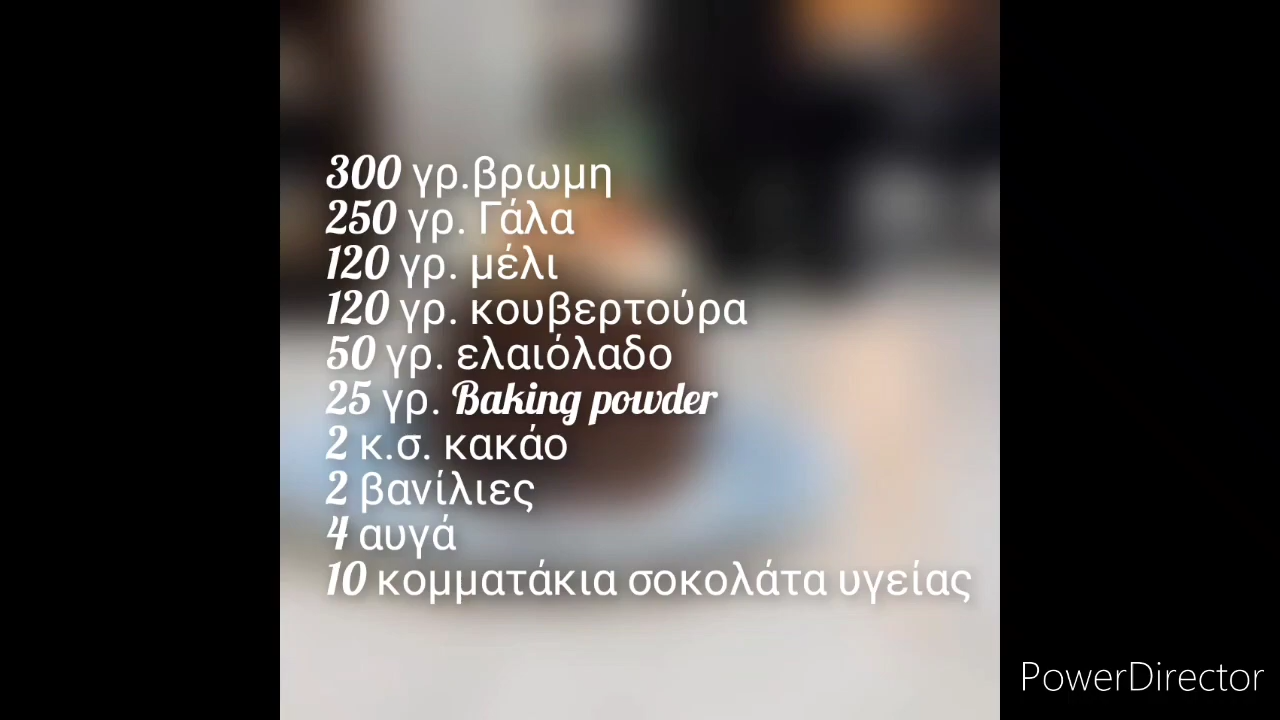 300 γρ.βρωμη
250 γρ. Γάλα
120 γρ. μέλι
120 γρ. κουβερτούρα
50 γρ. ελαιόλαδο
25 γρ. Baking powder
2 κ.σ. κακάο
2 βανίλιες
4 αυγά
10 κομματάκια σοκολάτα υγείας
PowerDirector